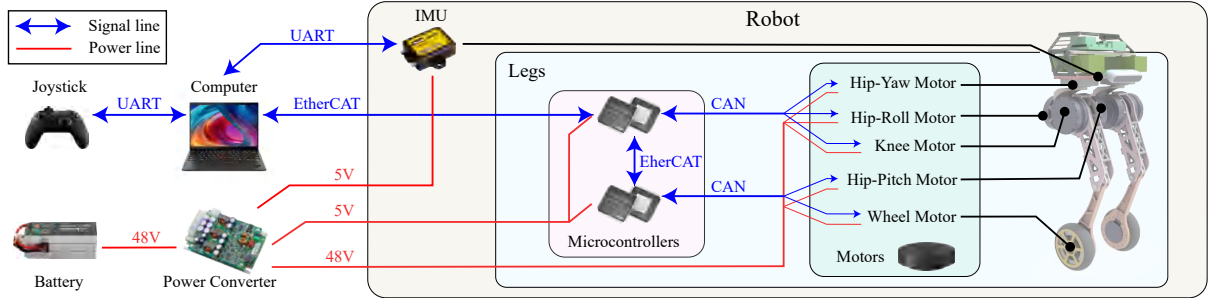 Signal line
Power line
IMU
Robot
UART
Legs
Joystick
Computer
UART
EtherCAT
CAN
Hip-Yaw Motor
Hip-Roll Motor
Knee Motor
EherCAT
5V
CAN
Hip-Pitch Motor
5V
Wheel Motor
48V
Microcontrollers
48V
Motors
Battery
Power Converter